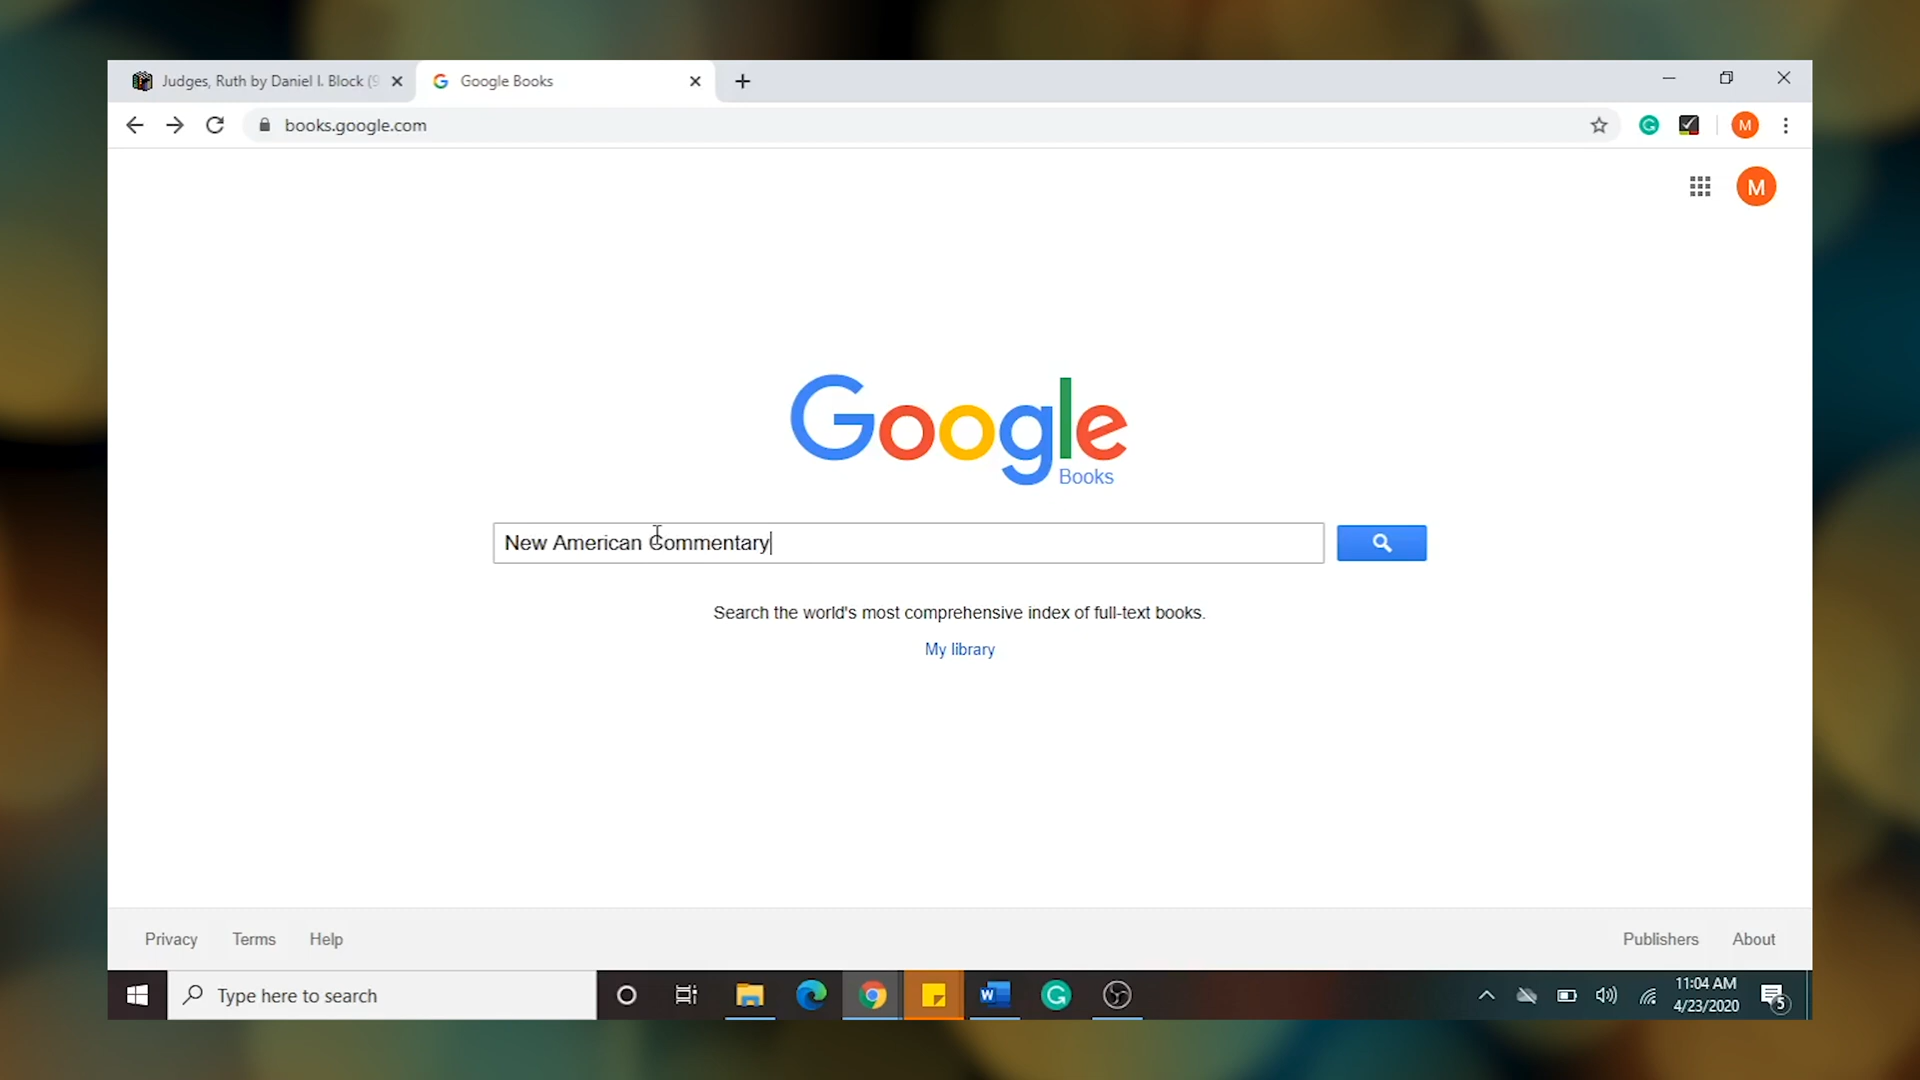 Judges, Ruth by Daniel I. Block (9
Google Books
books.google.com
M
M
Google
Books
New American Commentary
Search the world's most comprehensive index of full-text books.
My library
Privacy Terms Help Publishers About
Type here to search
11:04 AM
4/23/2020
5